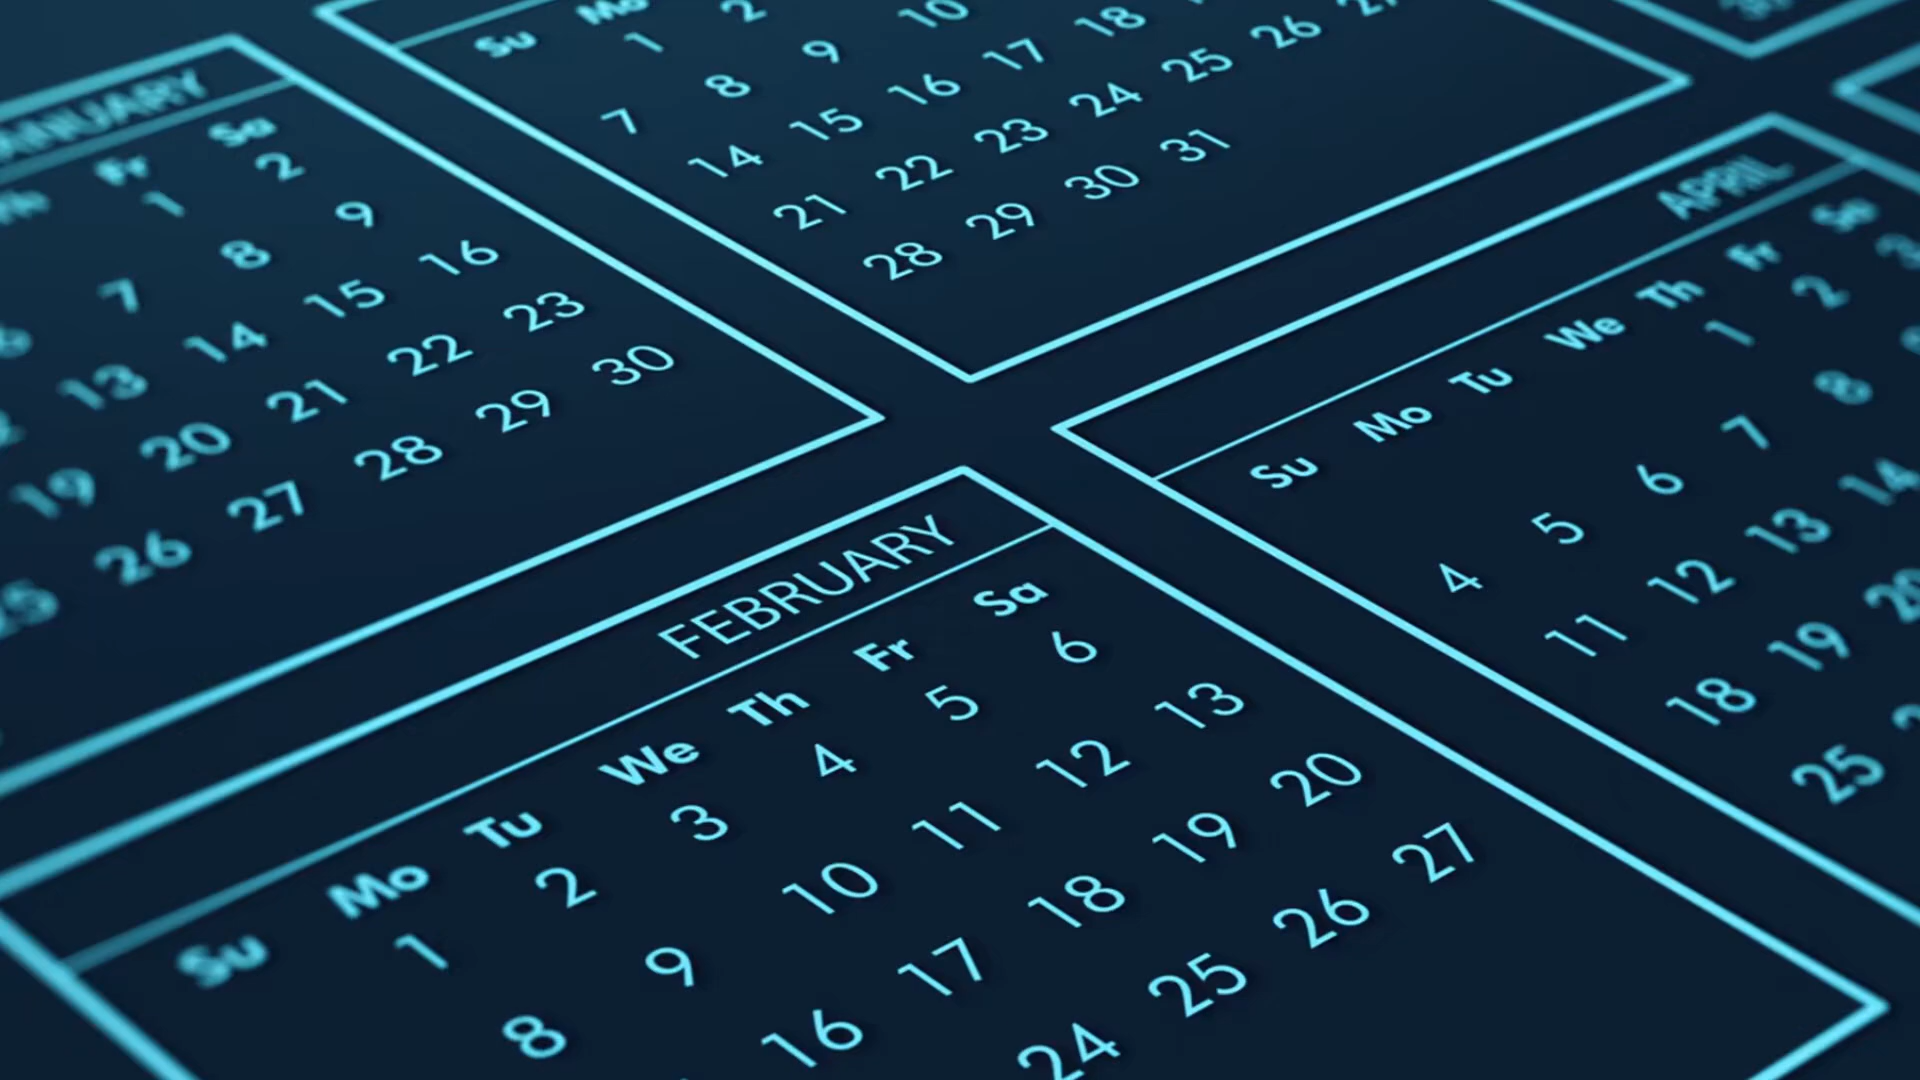 Fr Sa
1 2
7 8 9
13 14 15 16
19 20 21 22 23
26 27 28 29 30
Su Mo
1 2
7 8 9 10
14 15 16 17 18
21 22 23 24 25 26
28 29 30 31
FEBRUARY
Su Mo Tu We Th Fr Sa
1 2 3 4 5 6
8 9 10 11 12 13
16 17 18 19 20
24 25 26 27
APRIL
Su Mo Tu We Th Fr Sa
1 2
4 5 6 7 8
11 12 13 14
18 19 20
25